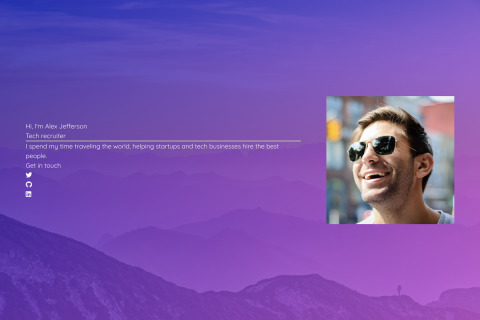 Hi, I'm Alex Jefferson
Tech recruiter
I spend my time traveling the world, helping startups and tech businesses hire the best
people.
Get in touch